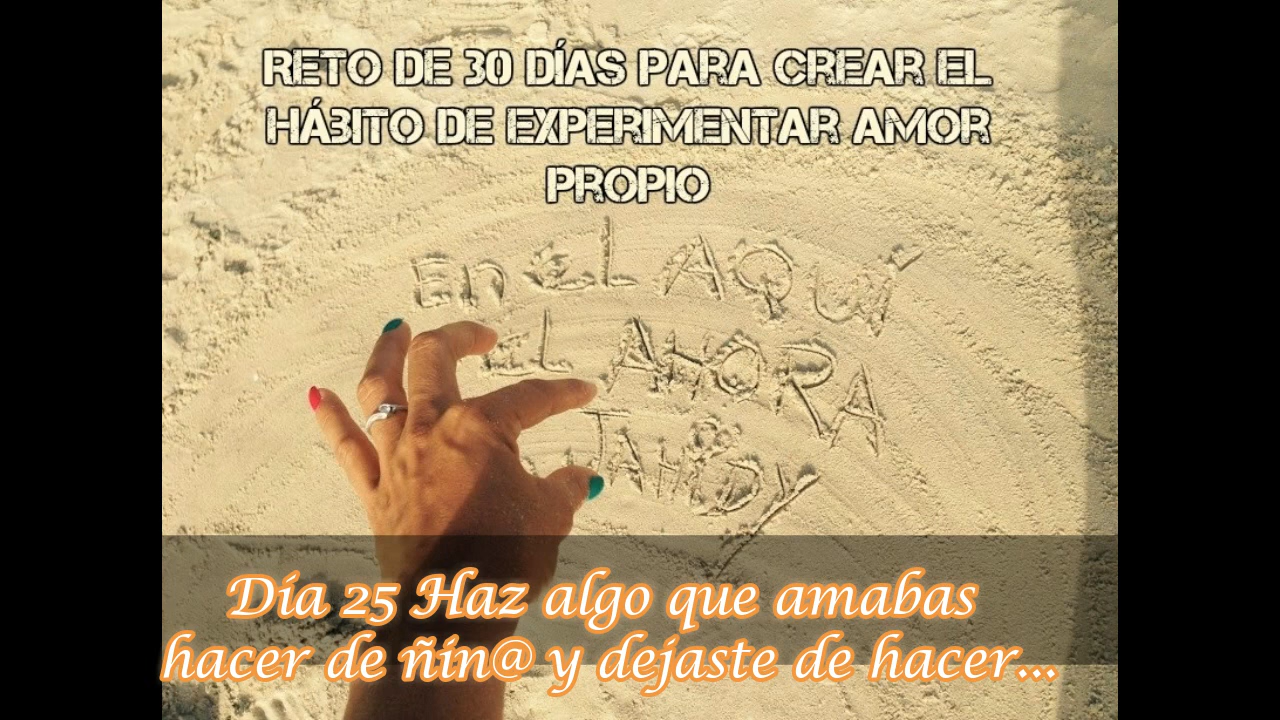 RETO DE 30 DÍAS PARA CREAR EL
HÁBITO DE EXPERIMENTAR AMOR
PROPIO
En EL AQUÍ
EL AHORA
Día 25 Haz algo que amabas
hacer de ñin@ y dejaste de hacer...